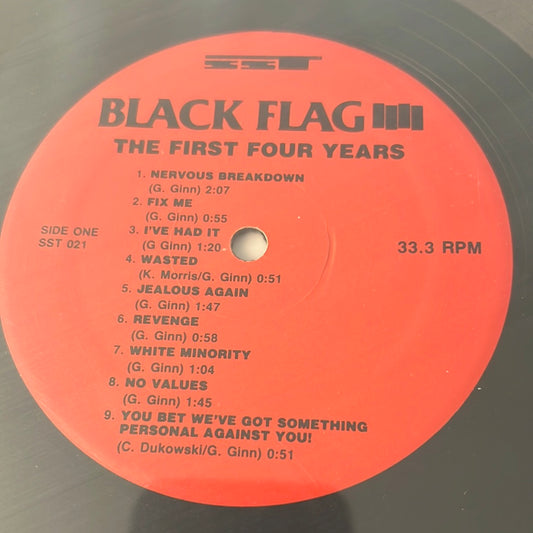 SST
BLACK FLAG
THE FIRST FOUR YEARS
1. NERVOUS BREAKDOWN
(G. Ginn) 2:07
2. FIX ME
(G. Ginn) 0:55
3. I'VE HAD IT
(G Ginn) 1:20
4. WASTED
(K. Morris/G. Ginn) 0:51
5. JEALOUS AGAIN
(G. Ginn) 1:47
6. REVENGE
(G. Ginn) 0:58
7. WHITE MINORITY
(G. Ginn) 1:04
8. NO VALUES
(G. Ginn) 1:45
9. YOU BET WE'VE GOT SOMETHING
PERSONAL AGAINST YOU!
(C. Dukowski/G. Ginn) 0:51
SIDE ONE
SST 021
33.3 RPM